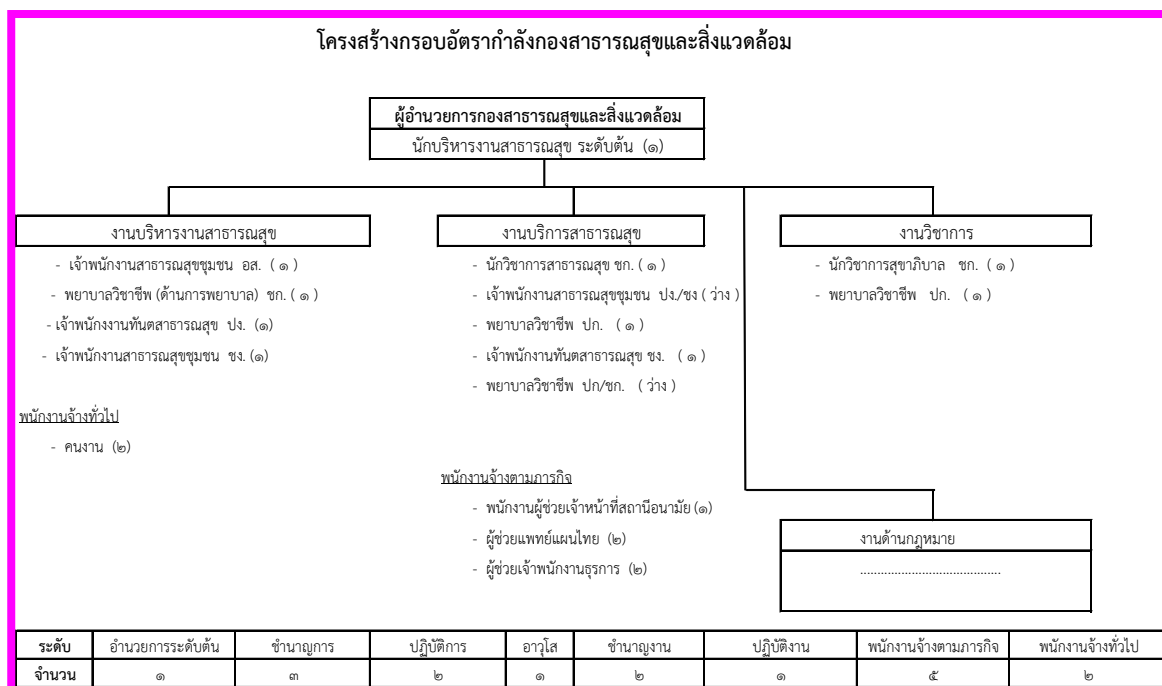 โครงสร้างกรอบอัตรากำลังกองสาธารณสุขและสิ่งแวดล้อม
ผู้อำนวยการกองสาธารณสุขและสิ่งแวดล้อม
นักบริหารงานสาธารณสุข ระดับต้น (๑)
งานบริหารงานสาธารณสุข
- เจ้าพนักงานสาธารณสุขชุมชน อส. ( ๑ )
- พยาบาลวิชาชีพ (ด้านการพยาบาล) ชก. ( ๑ )
- เจ้าพนักงงานทันตสาธารณสุข ปง. (๑)
- เจ้าพนักงานสาธารณสุขชุมชน ชง. (๑)
พนักงานจ้างทั่วไป
- คนงาน (๒)
งานบริการสาธารณสุข
- นักวิชาการสาธารณสุข ชก. ( ๑ )
- เจ้าพนักงานสาธารณสุขชุมชน ปง./ชง ( ว่าง )
- พยาบาลวิชาชีพ ปก. ( ๑ )
- เจ้าพนักงานทันตสาธารณสุข ชง. ( ๑ )
- พยาบาลวิชาชีพ ปก/ชก. ( ว่าง )
พนักงานจ้างตามภารกิจ
- พนักงานผู้ช่วยเจ้าหน้าที่สถานีอนามัย (๑)
- ผู้ช่วยแพทย์แผนไทย (๒)
- ผู้ช่วยเจ้าพนักงานธุรการ (๒)
งานวิชาการ
- นักวิชาการสุขาภิบาล ชก. ( ๑ )
- พยาบาลวิชาชีพ ปก. ( ๑ )
งานด้านกฎหมาย
.........................................
ระดับ อำนวยการระดับต้น ชำนาญการ ปฏิบัติการ อาวุโส ชำนาญงาน ปฏิบัติงาน พนักงานจ้างตามภารกิจ พนักงานจ้างทั่วไป
จำนวน ๑ ๓ ๒ ๑ ๒ ๑ ๕ ๒